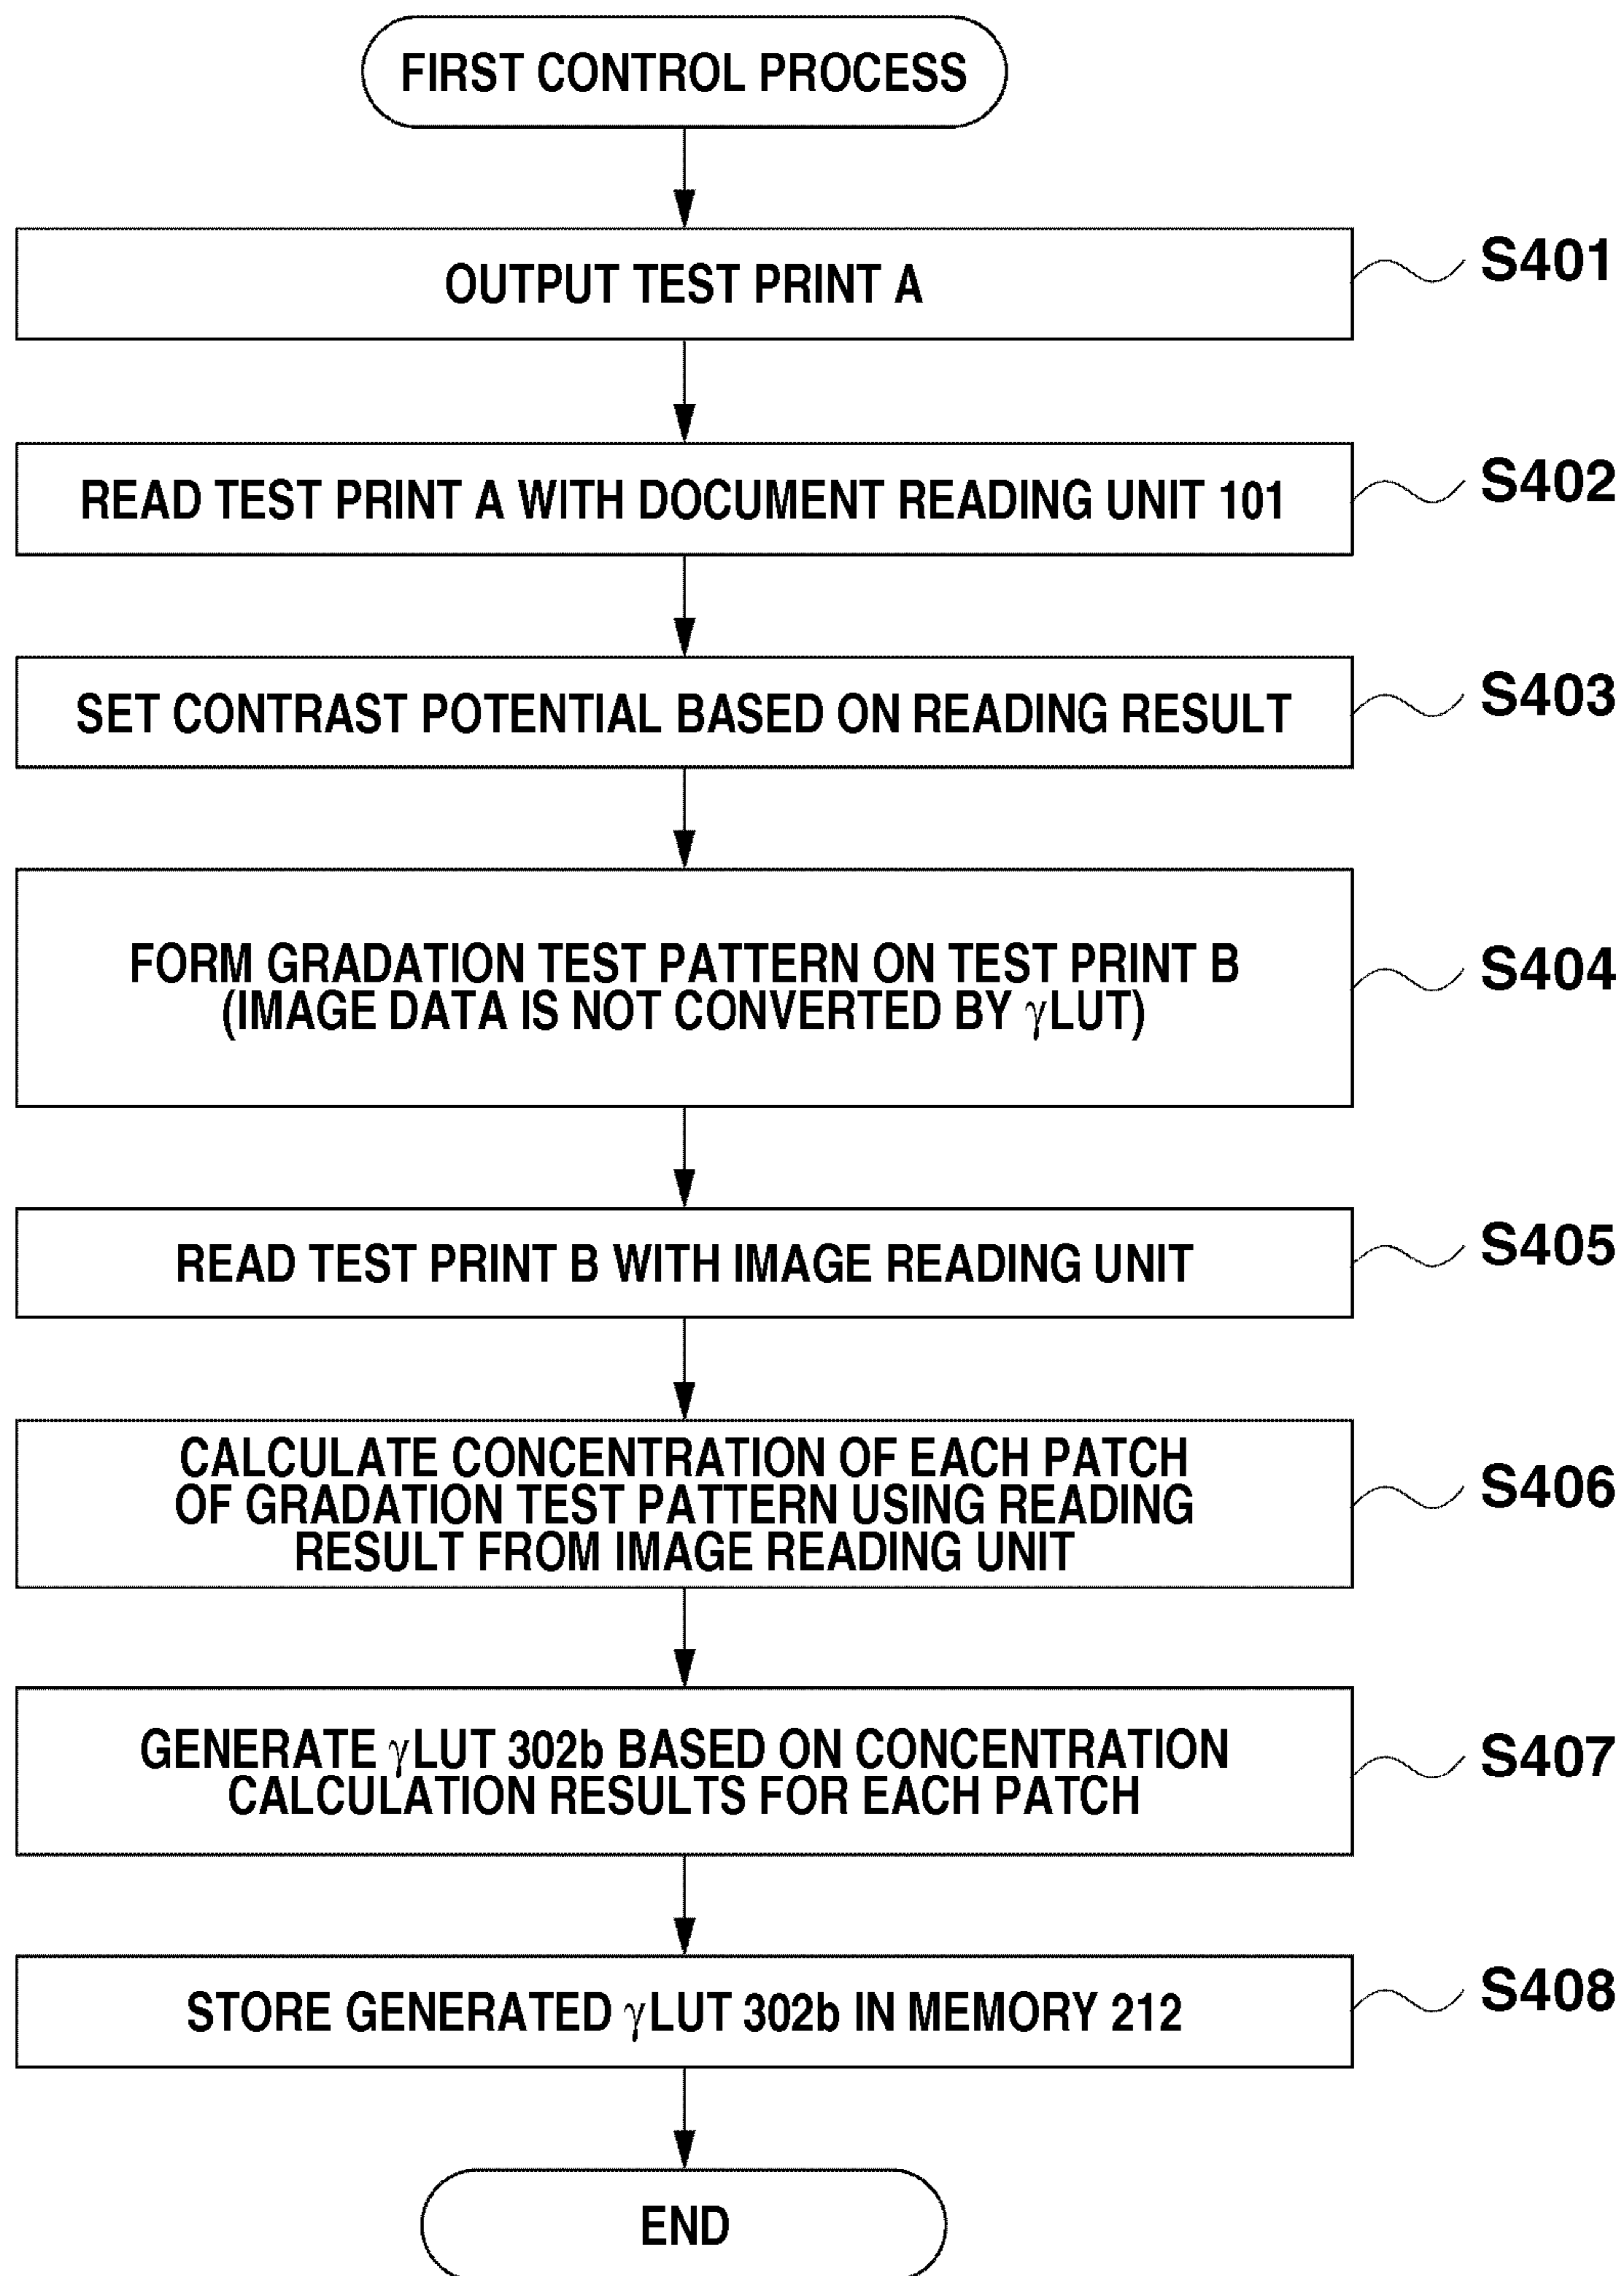 FIRST CONTROL PROCESS
OUTPUT TEST PRINT A
S401
READ TEST PRINT A WITH DOCUMENT READING UNIT 101
S402
SET CONTRAST POTENTIAL BASED ON READING RESULT
S403
FORM GRADATION TEST PATTERN ON TEST PRINT B
(IMAGE DATA IS NOT CONVERTED BY γLUT)
S404
READ TEST PRINT B WITH IMAGE READING UNIT
S405
CALCULATE CONCENTRATION OF EACH PATCH
OF GRADATION TEST PATTERN USING READING
RESULT FROM IMAGE READING UNIT
S406
GENERATE γLUT 302b BASED ON CONCENTRATION
CALCULATION RESULTS FOR EACH PATCH
S407
STORE GENERATED γLUT 302b IN MEMORY 212
S408
END